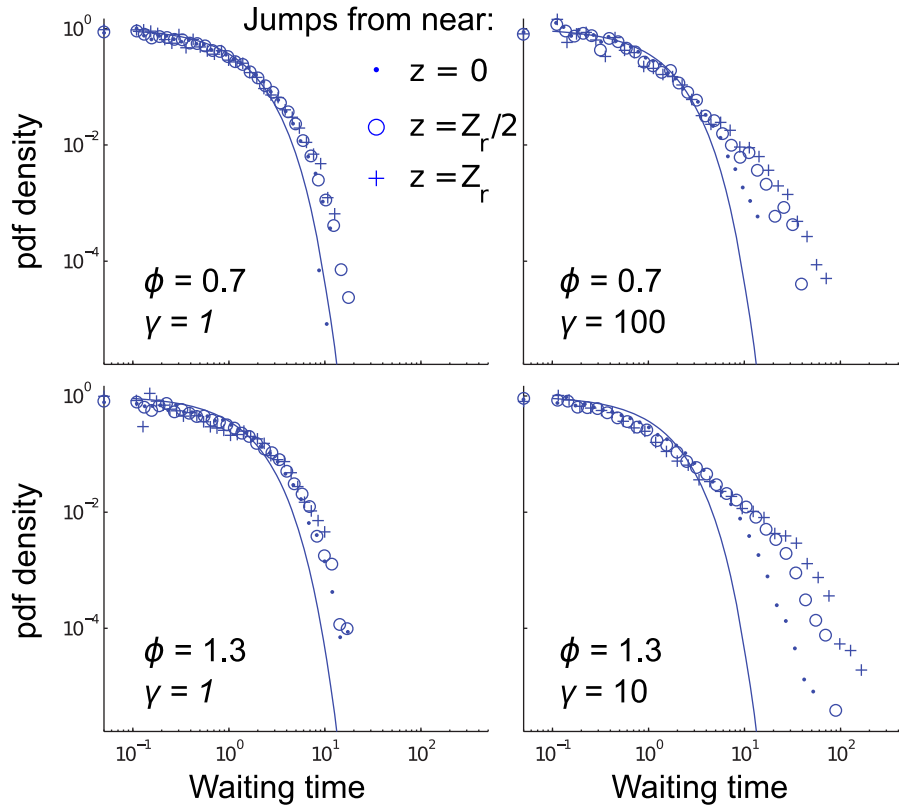 Jumps from near:
· z = 0
○ z = Z_r/2
+ z = Z_r
pdf density
10^0
10^-2
10^-4
ϕ = 0.7
γ = 1
ϕ = 0.7
γ = 100
pdf density
10^0
10^-2
10^-4
ϕ = 1.3
γ = 1
ϕ = 1.3
γ = 10
10^-1 10^0 10^1 10^2
10^-1 10^0 10^1 10^2
Waiting time
Waiting time